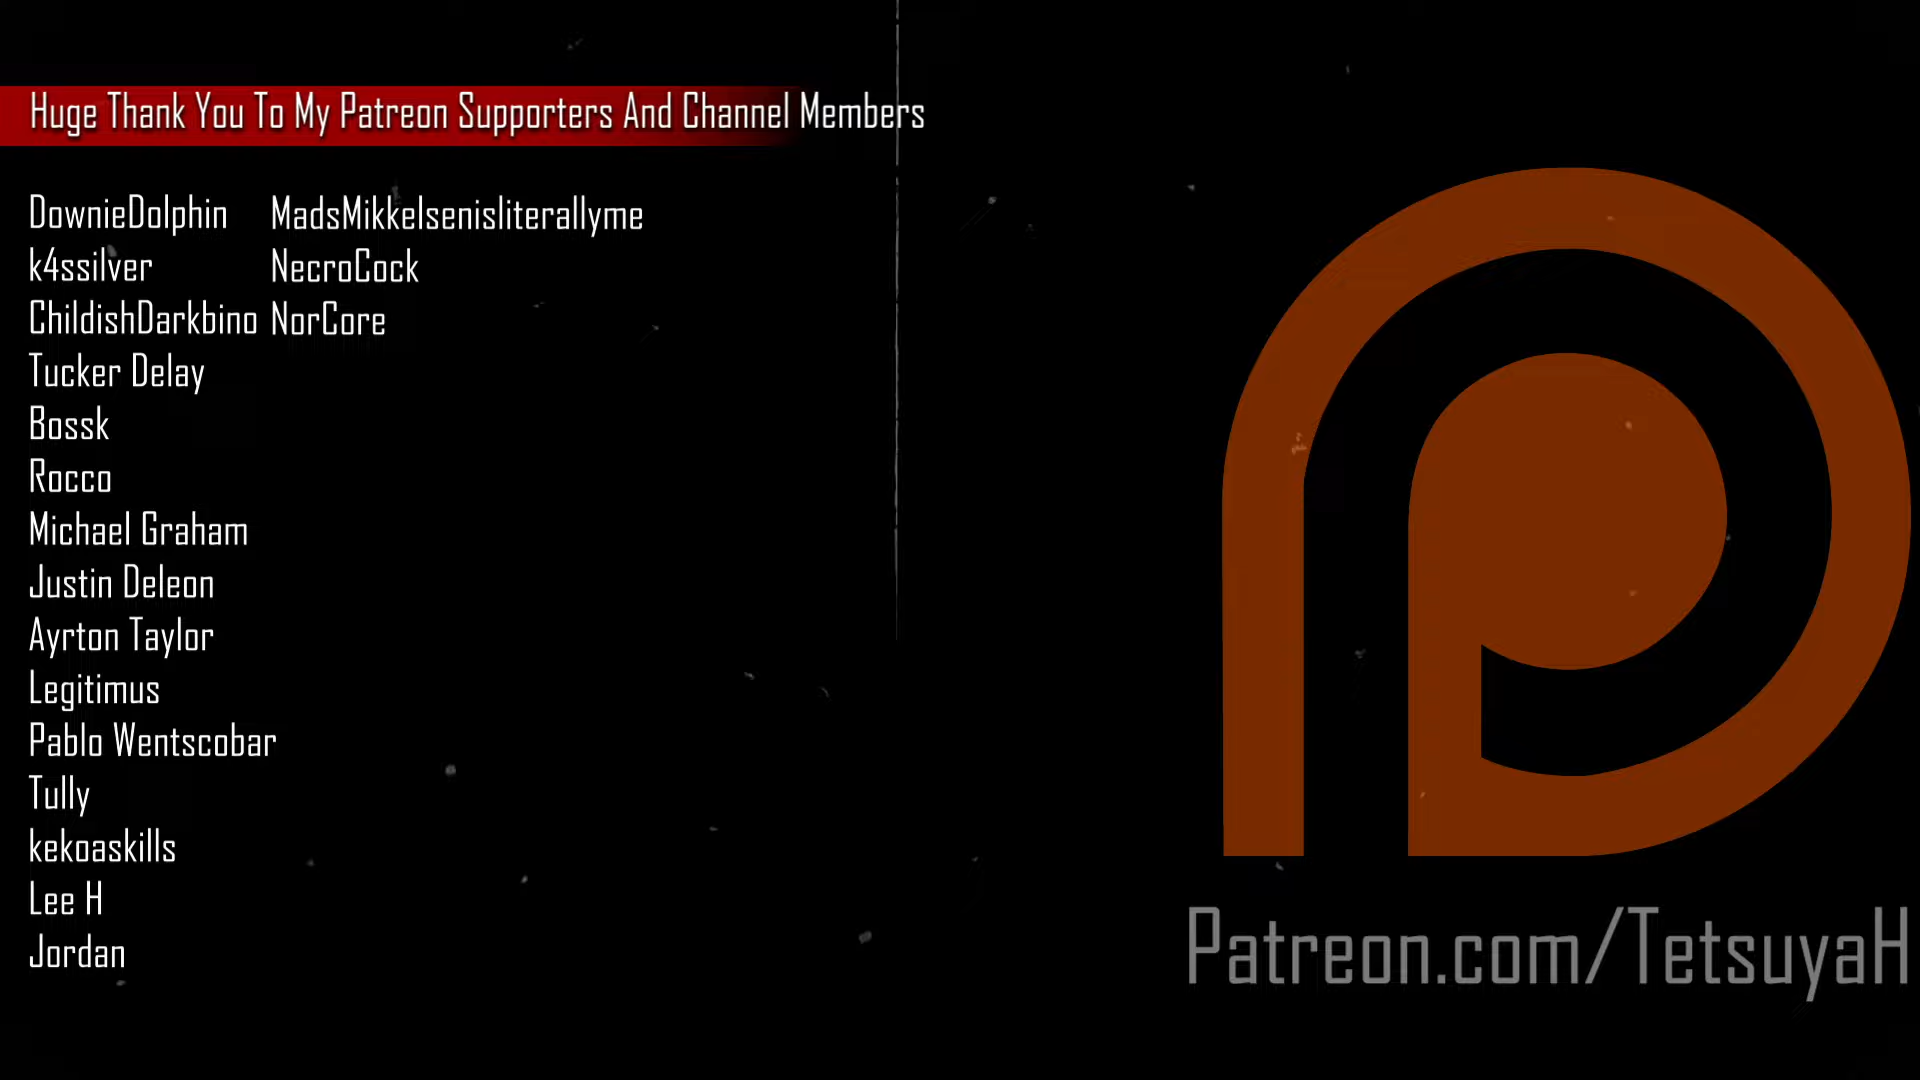 Huge Thank You To My Patreon Supporters And Channel Members
DownieDolphin
k4ssilver
ChildishDarkbino
Tucker Delay
Bossk
Rocco
Michael Graham
Justin Deleon
Ayrton Taylor
Legitimus
Pablo Wentscobar
Tully
kekoaskills
Lee H
Jordan
MadsMikkelsenisliterallyme
NecroCock
NorCore
Patreon.com/TetsuyaH